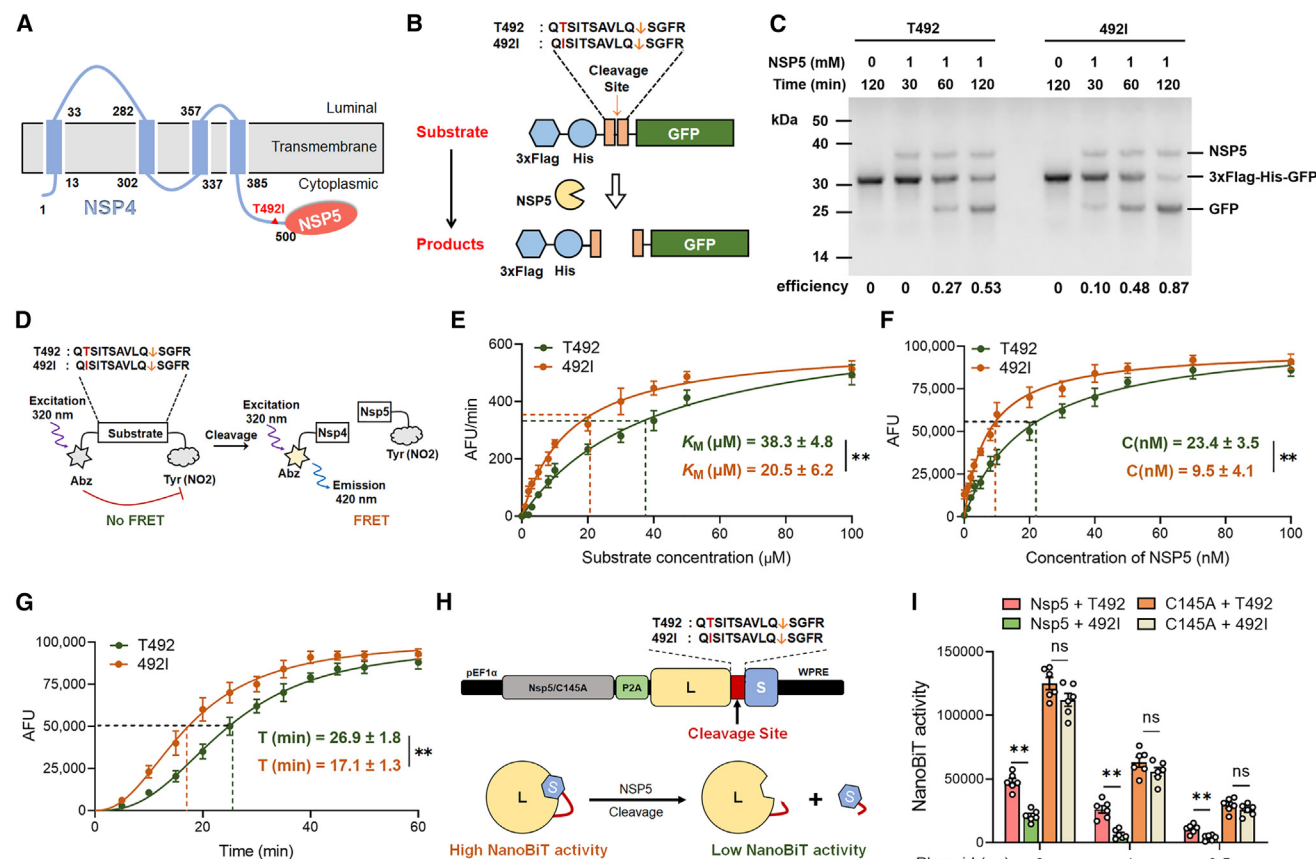 A
33 282 357 Luminal
Transmembrane
13 302 337 385 Cytoplasmic
1 NSP4 T492I
500 NSP5
B
T492 : QTSITSAVLQ↓SGFR
492I : QISITSAVLQ↓SGFR
Cleavage
Site
Substrate
GFP
3xFlag His
NSP5
Products
GFP
3xFlag His
C
T492 492I
NSP5 (mM) 0 1 1 1 0 1 1 1
Time (min) 120 30 60 120 120 30 60 120
kDa
50
40
30
25
14
NSP5
3xFlag-His-GFP
GFP
efficiency 0 0 0.27 0.53 0 0.10 0.48 0.87
D
T492 : QTSITSAVLQ↓SGFR
492I : QISITSAVLQ↓SGFR
Excitation
320 nm
Substrate
Abz
Tyr (NO2)
No FRET
Cleavage
Excitation
320 nm
Nsp4
Nsp5
Tyr (NO2)
Abz
Emission
420 nm
FRET
E
T492
492I
600
400
200
0
AFU/min
KM (μM) = 38.3 ± 4.8
KM (μM) = 20.5 ± 6.2
**
0 20 40 60 80 100
Substrate concentration (μM)
F
T492
492I
100,000
75,000
50,000
25,000
0
AFU
C(nM) = 23.4 ± 3.5
C(nM) = 9.5 ± 4.1
**
0 20 40 60 80 100
Concentration of NSP5 (nM)
G
T492
492I
100,000
75,000
50,000
25,000
0
AFU
T (min) = 26.9 ± 1.8
T (min) = 17.1 ± 1.3
**
0 20 40 60
Time (min)
H
T492 : QTSITSAVLQ↓SGFR
492I : QISITSAVLQ↓SGFR
pEF1α Nsp5/C145A P2A L S WPRE
Cleavage Site
L S
NSP5
Cleavage
L + S
High NanoBiT activity Low NanoBiT activity
I
Nsp5 + T492 C145A + T492
Nsp5 + 492I C145A + 492I
150000
100000
50000
0
NanoBiT activity
** ns
** ns
** ns